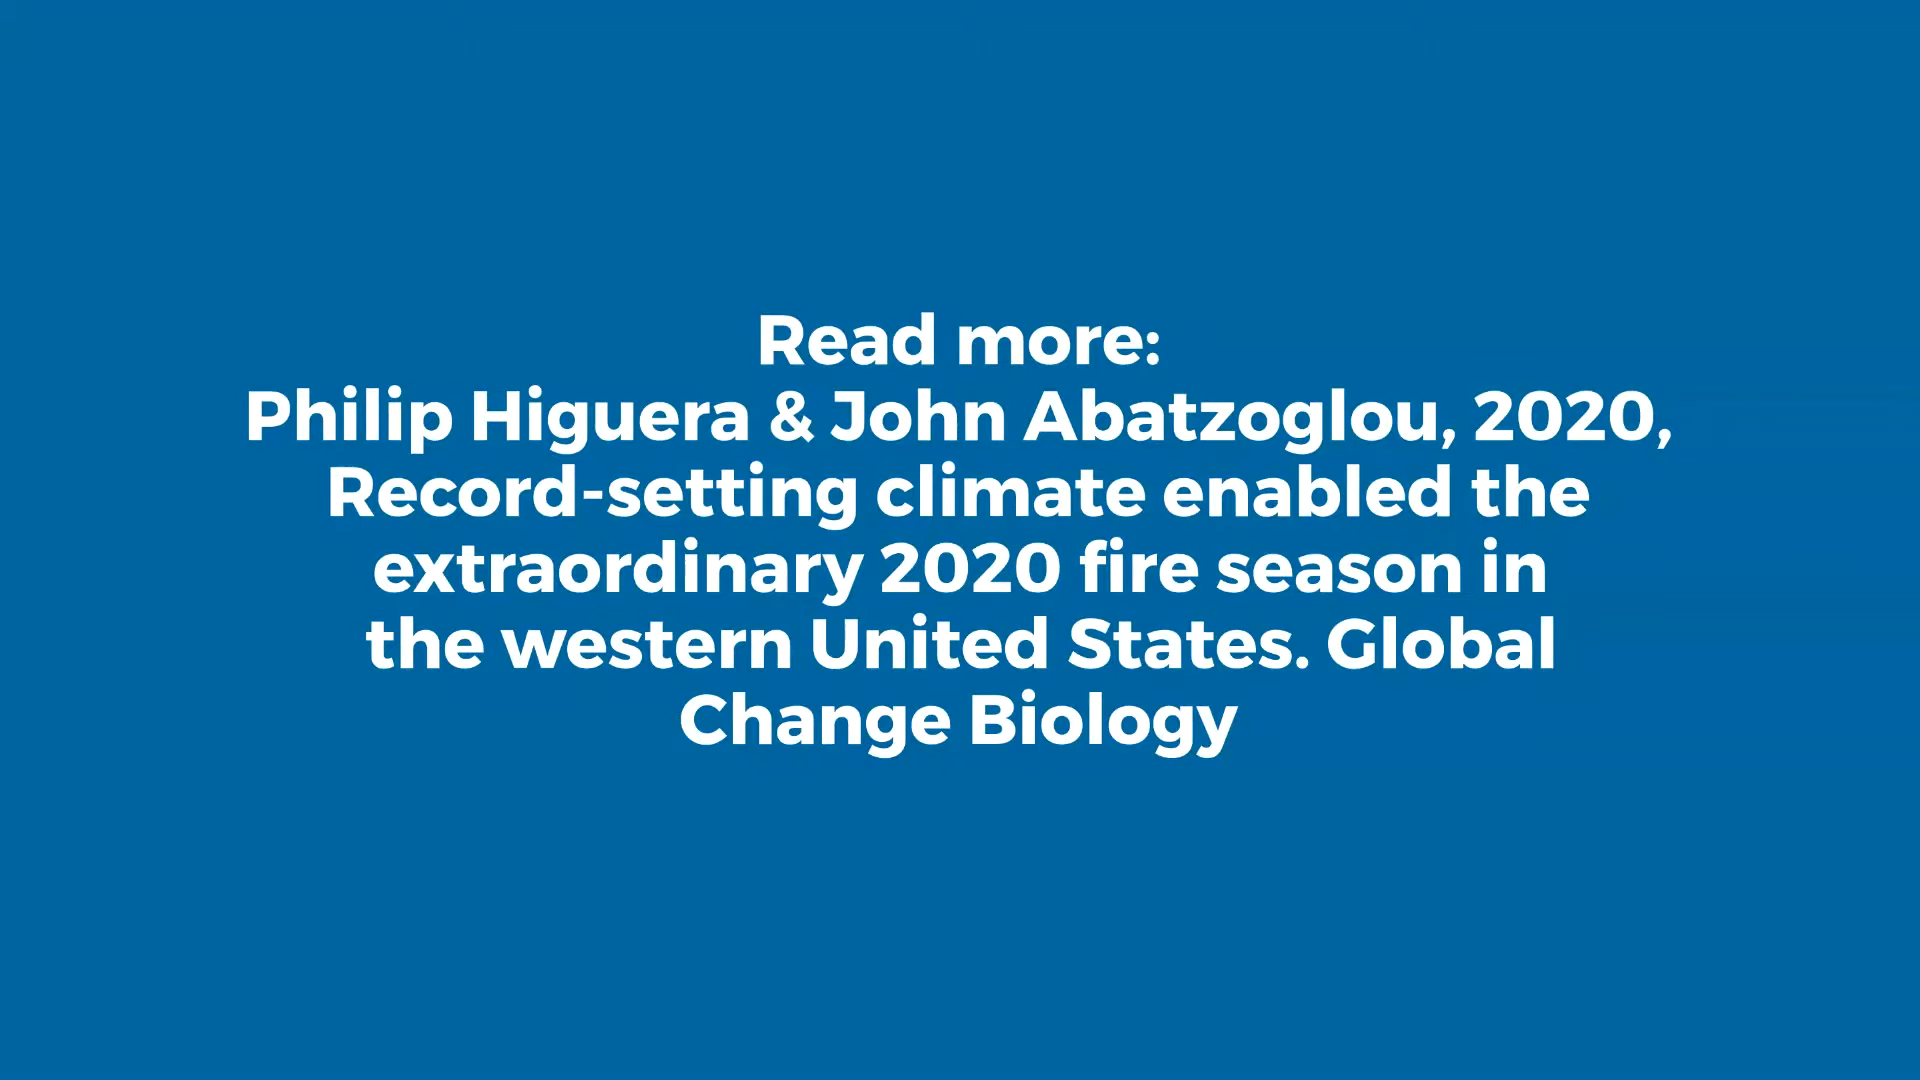 Read more:
Philip Higuera & John Abatzoglou, 2020,
Record-setting climate enabled the
extraordinary 2020 fire season in
the western United States. Global
Change Biology